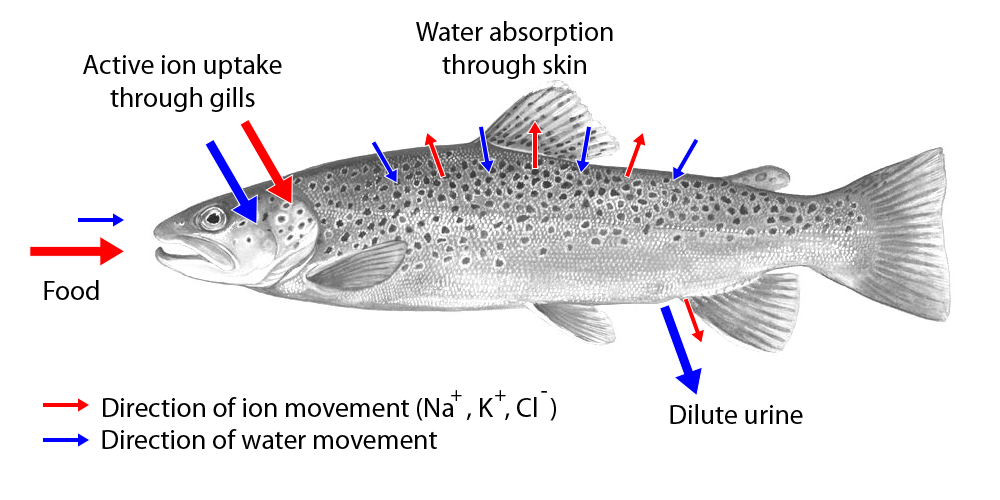 Water absorption
through skin
Active ion uptake
through gills
Food
Direction of ion movement (Na⁺, K⁺, Cl⁻)
Direction of water movement
Dilute urine